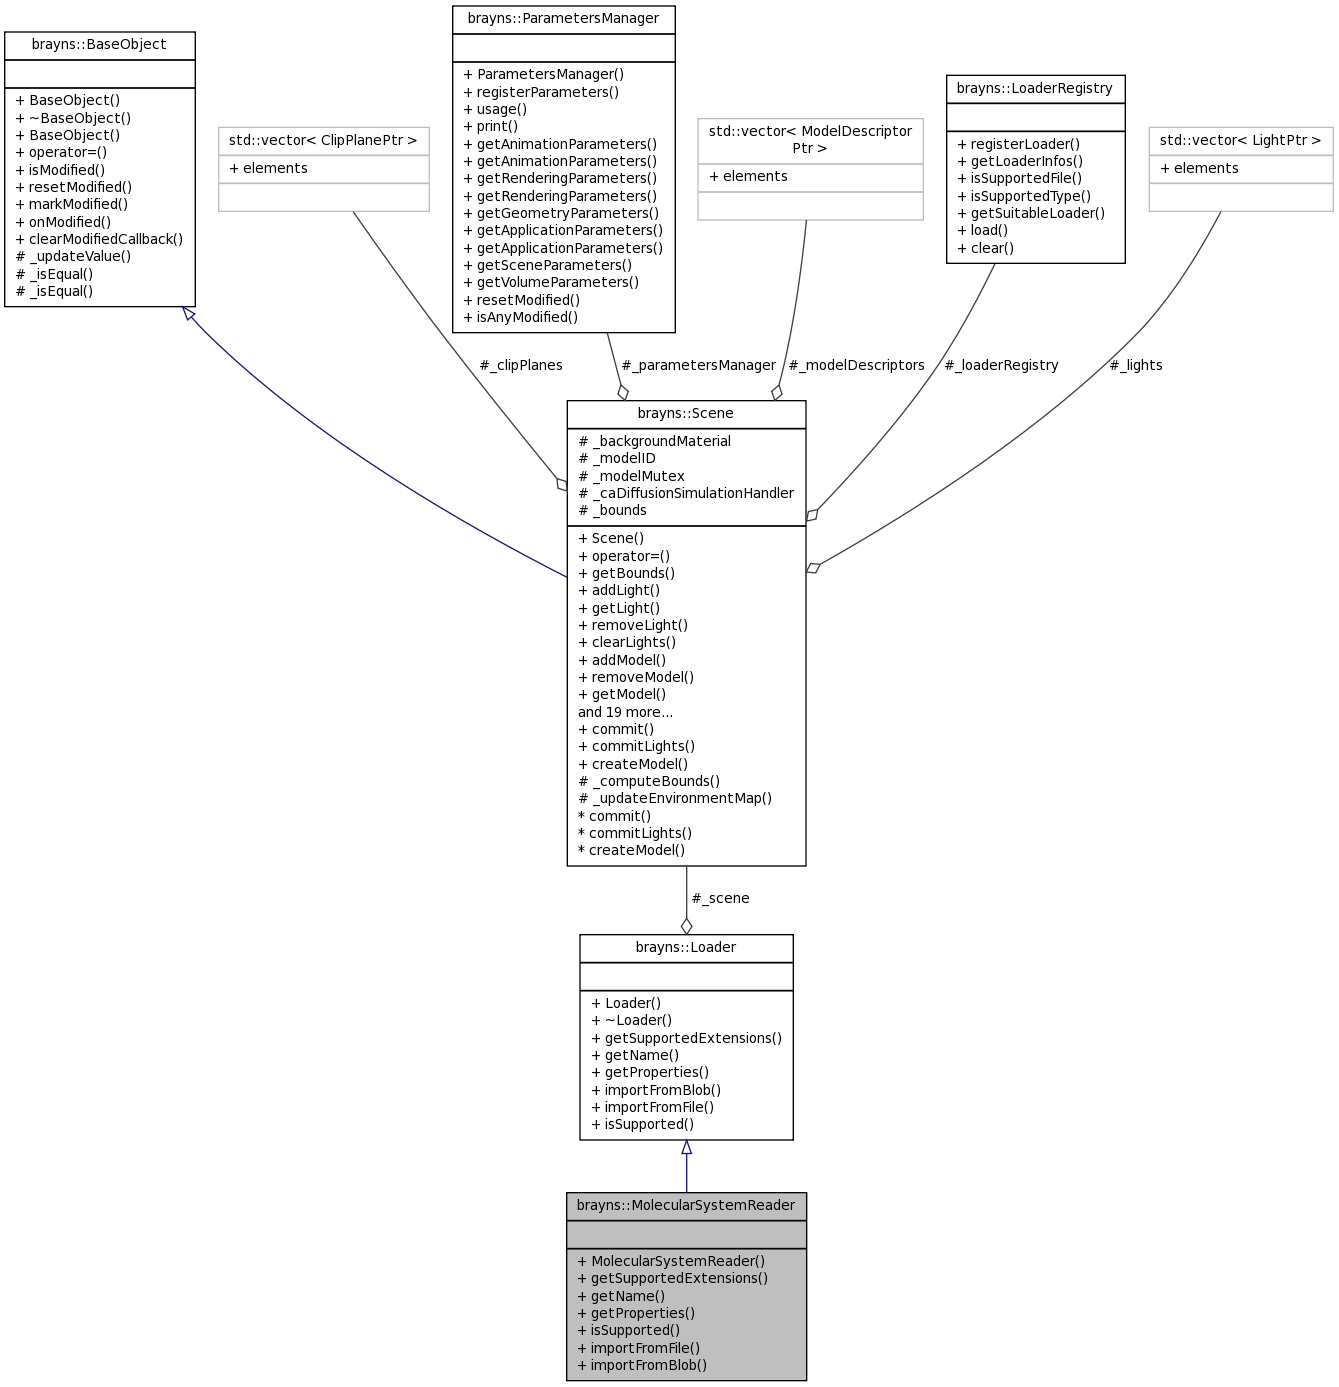 brayns::BaseObject
+ BaseObject()
+ ~BaseObject()
+ BaseObject()
+ operator=()
+ isModified()
+ resetModified()
+ markModified()
+ onModified()
+ clearModifiedCallback()
# _updateValue()
# _isEqual()
# _isEqual()
std::vector< ClipPlanePtr >
+ elements
brayns::ParametersManager
+ ParametersManager()
+ registerParameters()
+ usage()
+ print()
+ getAnimationParameters()
+ getAnimationParameters()
+ getRenderingParameters()
+ getRenderingParameters()
+ getGeometryParameters()
+ getApplicationParameters()
+ getApplicationParameters()
+ getSceneParameters()
+ getVolumeParameters()
+ resetModified()
+ isAnyModified()
std::vector< ModelDescriptor
Ptr >
+ elements
brayns::LoaderRegistry
+ registerLoader()
+ getLoaderInfos()
+ isSupportedFile()
+ isSupportedType()
+ getSuitableLoader()
+ load()
+ clear()
std::vector< LightPtr >
+ elements
#_clipPlanes
#_parametersManager
#_modelDescriptors
#_loaderRegistry
#_lights
brayns::Scene
# _backgroundMaterial
# _modelID
# _modelMutex
# _caDiffusionSimulationHandler
# _bounds
+ Scene()
+ operator=()
+ getBounds()
+ addLight()
+ getLight()
+ removeLight()
+ clearLights()
+ addModel()
+ removeModel()
+ getModel()
and 19 more...
+ commit()
+ commitLights()
+ createModel()
# _computeBounds()
# _updateEnvironmentMap()
* commit()
* commitLights()
* createModel()
#_scene
brayns::Loader
+ Loader()
+ ~Loader()
+ getSupportedExtensions()
+ getName()
+ getProperties()
+ importFromBlob()
+ importFromFile()
+ isSupported()
brayns::MolecularSystemReader
+ MolecularSystemReader()
+ getSupportedExtensions()
+ getName()
+ getProperties()
+ isSupported()
+ importFromFile()
+ importFromBlob()